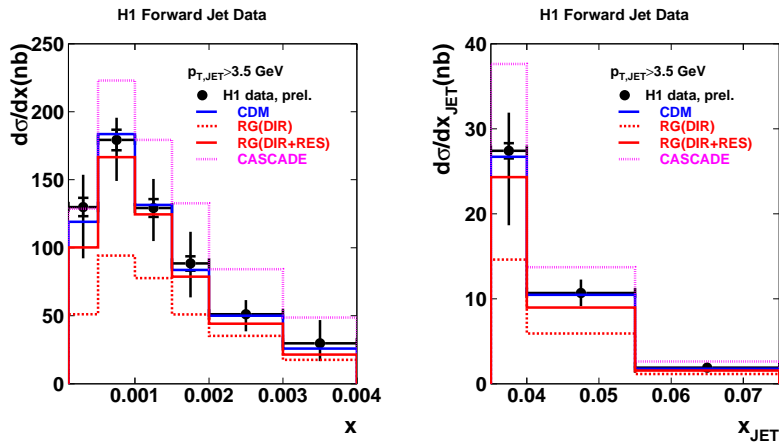 H1 Forward Jet Data
dσ/dx(nb)
250
200
150
100
50
0
p_T,JET>3.5 GeV
H1 data, prel.
CDM
RG(DIR)
RG(DIR+RES)
CASCADE
0.001 0.002 0.003 0.004
x
H1 Forward Jet Data
dσ/dx_JET(nb)
40
30
20
10
0
p_T,JET>3.5 GeV
H1 data, prel.
CDM
RG(DIR)
RG(DIR+RES)
CASCADE
0.04 0.05 0.06 0.07
x_JET